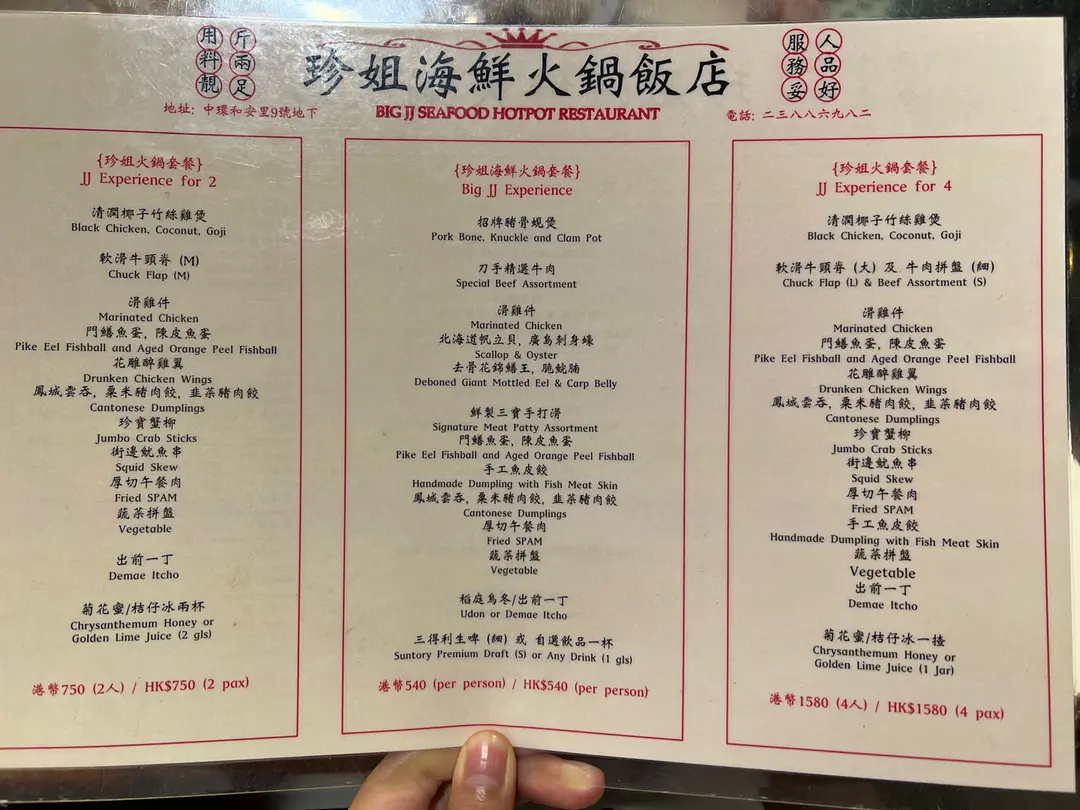 用料靚
斤兩足
珍姐海鮮火鍋飯店
服務妥
人品好
地址: 中環和安里9號地下
BIG JJ SEAFOOD HOTPOT RESTAURANT
電話: 二三八八六九八二
{珍姐火鍋套餐}
JJ Experience for 2
清潤椰子竹絲雞煲
Black Chicken, Coconut, Goji
軟滑牛頸脊 (M)
Chuck Flap (M)
滑雞件
Marinated Chicken
門鱔魚蛋, 陳皮魚蛋
Pike Eel Fishball and Aged Orange Peel Fishball
花雕醉雞翼
Drunken Chicken Wings
鳳城雲吞, 粟米豬肉餃, 韭菜豬肉餃
Cantonese Dumplings
珍寶蟹柳
Jumbo Crab Sticks
街邊魷魚串
Squid Skew
厚切午餐肉
Fried SPAM
蔬菜拼盤
Vegetable
出前一丁
Demae Itcho
菊花蜜/桔仔冰兩杯
Chrysanthemum Honey or
Golden Lime Juice (2 gls)
港幣750 (2人) / HK$750 (2 pax)
{珍姐海鮮火鍋套餐}
Big JJ Experience
招牌豬骨蜆煲
Pork Bone, Knuckle and Clam Pot
刀手精選牛肉
Special Beef Assortment
滑雞件
Marinated Chicken
北海道帆立貝, 廣島刺身蠔
Scallop & Oyster
去骨花錦鱔王, 脆鯇腩
Deboned Giant Mottled Eel & Carp Belly
鮮製三寶手打滑
Signature Meat Patty Assortment
門鱔魚蛋, 陳皮魚蛋
Pike Eel Fishball and Aged Orange Peel Fishball
手工魚皮餃
Handmade Dumpling with Fish Meat Skin
鳳城雲吞, 粟米豬肉餃, 韭菜豬肉餃
Cantonese Dumplings
厚切午餐肉
Fried SPAM
蔬菜拼盤
Vegetable
稻庭烏冬/出前一丁
Udon or Demae Itcho
三得利生啤 (細) 或 自選飲品一杯
Suntory Premium Draft (S) or Any Drink (1 gls)
港幣540 (per person) / HK$540 (per person)
{珍姐火鍋套餐}
JJ Experience for 4
清潤椰子竹絲雞煲
Black Chicken, Coconut, Goji
軟滑牛頸脊 (大) 及 牛肉拼盤 (細)
Chuck Flap (L) & Beef Assortment (S)
滑雞件
Marinated Chicken
門鱔魚蛋, 陳皮魚蛋
Pike Eel Fishball and Aged Orange Peel Fishball
花雕醉雞翼
Drunken Chicken Wings
鳳城雲吞, 粟米豬肉餃, 韭菜豬肉餃
Cantonese Dumplings
珍寶蟹柳
Jumbo Crab Sticks
街邊魷魚串
Squid Skew
厚切午餐肉
Fried SPAM
手工魚皮餃
Handmade Dumpling with Fish Meat Skin
蔬菜拼盤
Vegetable
出前一丁
Demae Itcho
菊花蜜/桔仔冰一揸
Chrysanthemum Honey or
Golden Lime Juice (1 Jar)
港幣1580 (4人) / HK$1580 (4 pax)